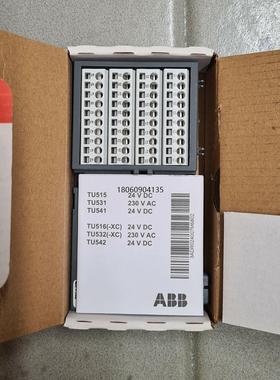 18060904135
TU515 24 V DC
TU531 230 V AC
TU541 24 V DC
TU516(-XC) 24 V DC
TU532(-XC) 230 V AC
TU542 24 V DC
ABB